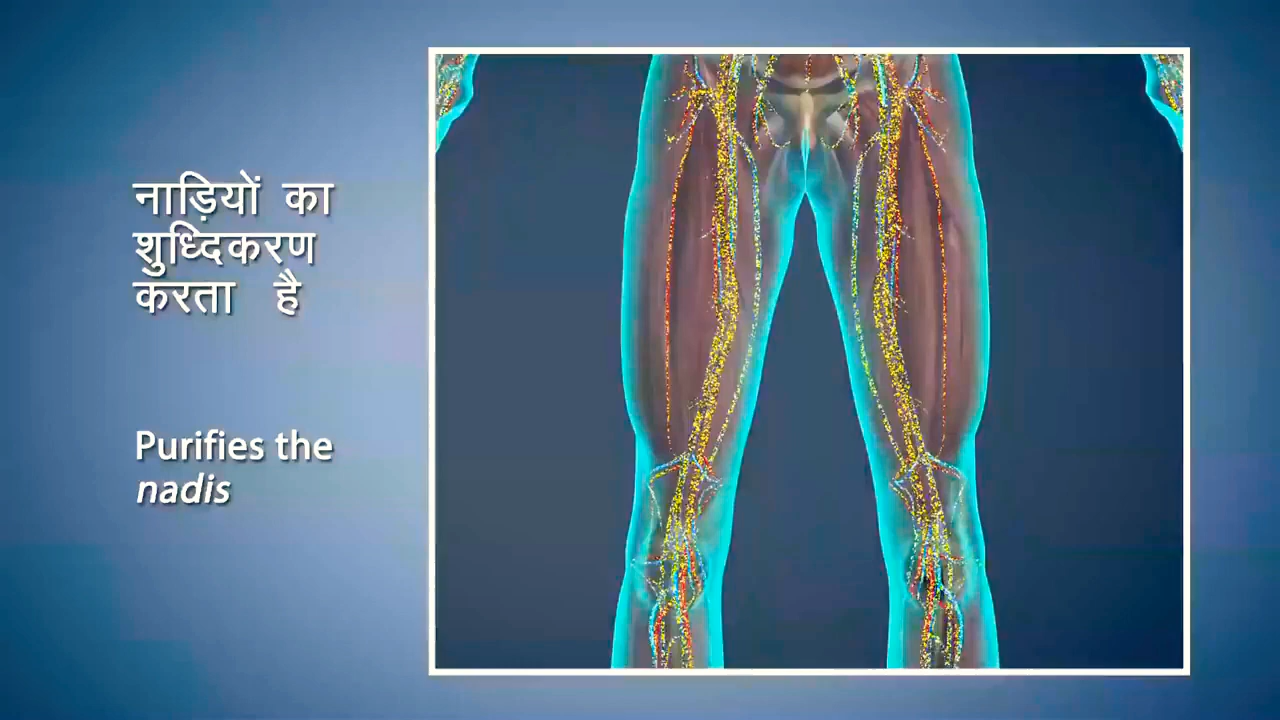 नाड़ियों का
शुध्दिकरण
करता है
Purifies the
nadis